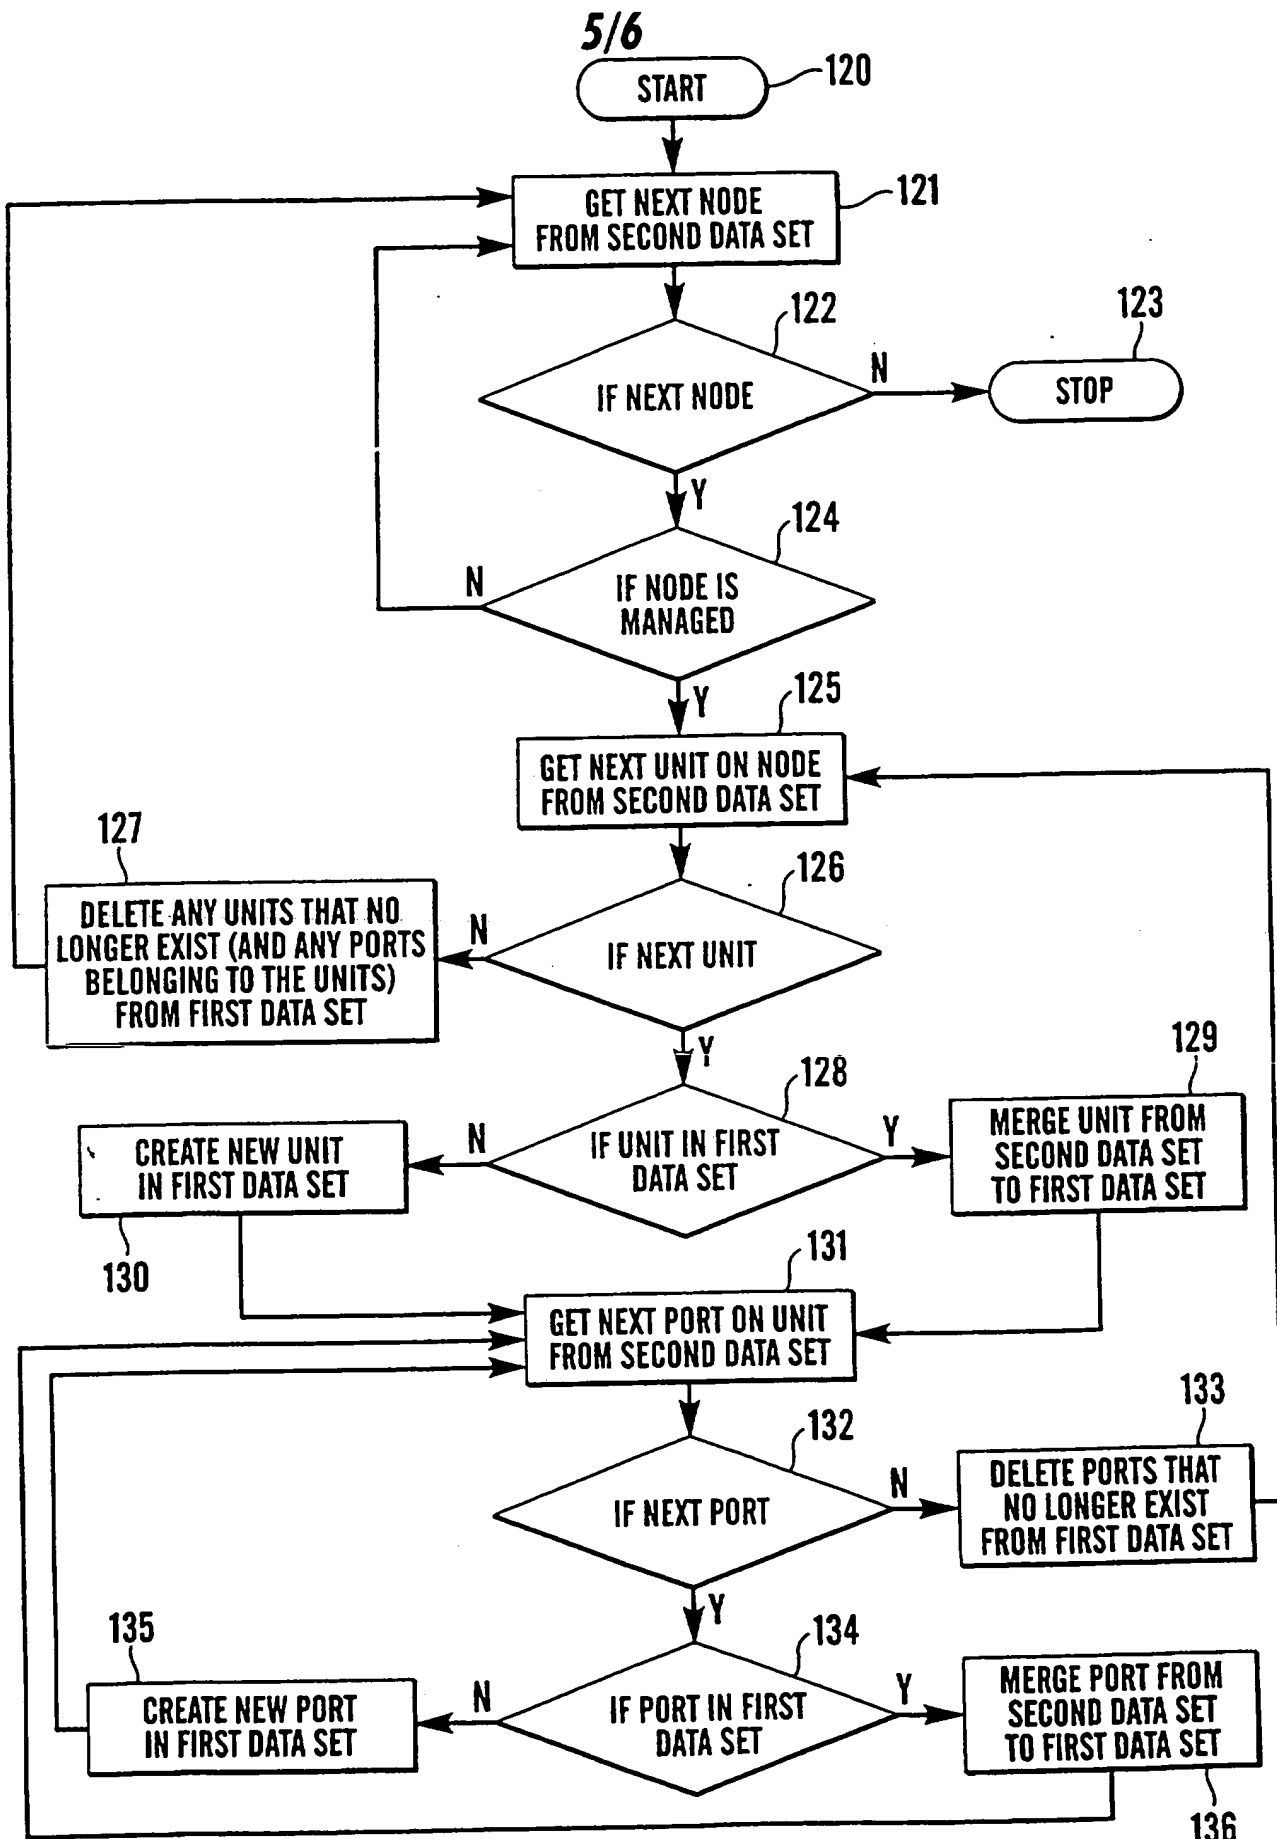 5/6
START
120
GET NEXT NODE
FROM SECOND DATA SET
121
122
IF NEXT NODE
N
STOP
123
Y
124
IF NODE IS
MANAGED
N
Y
125
GET NEXT UNIT ON NODE
FROM SECOND DATA SET
126
IF NEXT UNIT
N
127
DELETE ANY UNITS THAT NO
LONGER EXIST (AND ANY PORTS
BELONGING TO THE UNITS)
FROM FIRST DATA SET
Y
128
IF UNIT IN FIRST
DATA SET
Y
129
MERGE UNIT FROM
SECOND DATA SET
TO FIRST DATA SET
N
CREATE NEW UNIT
IN FIRST DATA SET
130
131
GET NEXT PORT ON UNIT
FROM SECOND DATA SET
132
IF NEXT PORT
N
133
DELETE PORTS THAT
NO LONGER EXIST
FROM FIRST DATA SET
Y
134
IF PORT IN FIRST
DATA SET
N
135
CREATE NEW PORT
IN FIRST DATA SET
Y
MERGE PORT FROM
SECOND DATA SET
TO FIRST DATA SET
136